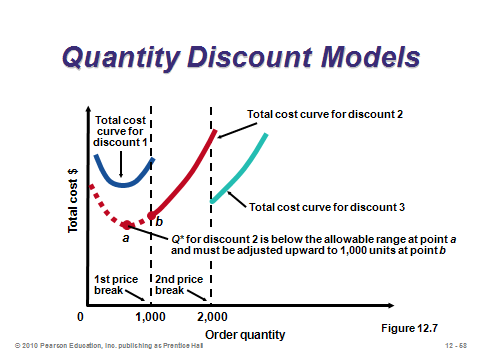 Quantity Discount Models
Total cost curve for discount 2
Total cost
curve for
discount 1
Total cost $
Total cost curve for discount 3
b
a
Q* for discount 2 is below the allowable range at point a
and must be adjusted upward to 1,000 units at point b
1st price
break
2nd price
break
0
1,000
2,000
Order quantity
Figure 12.7
© 2010 Pearson Education, Inc. publishing as Prentice Hall
12 - 58